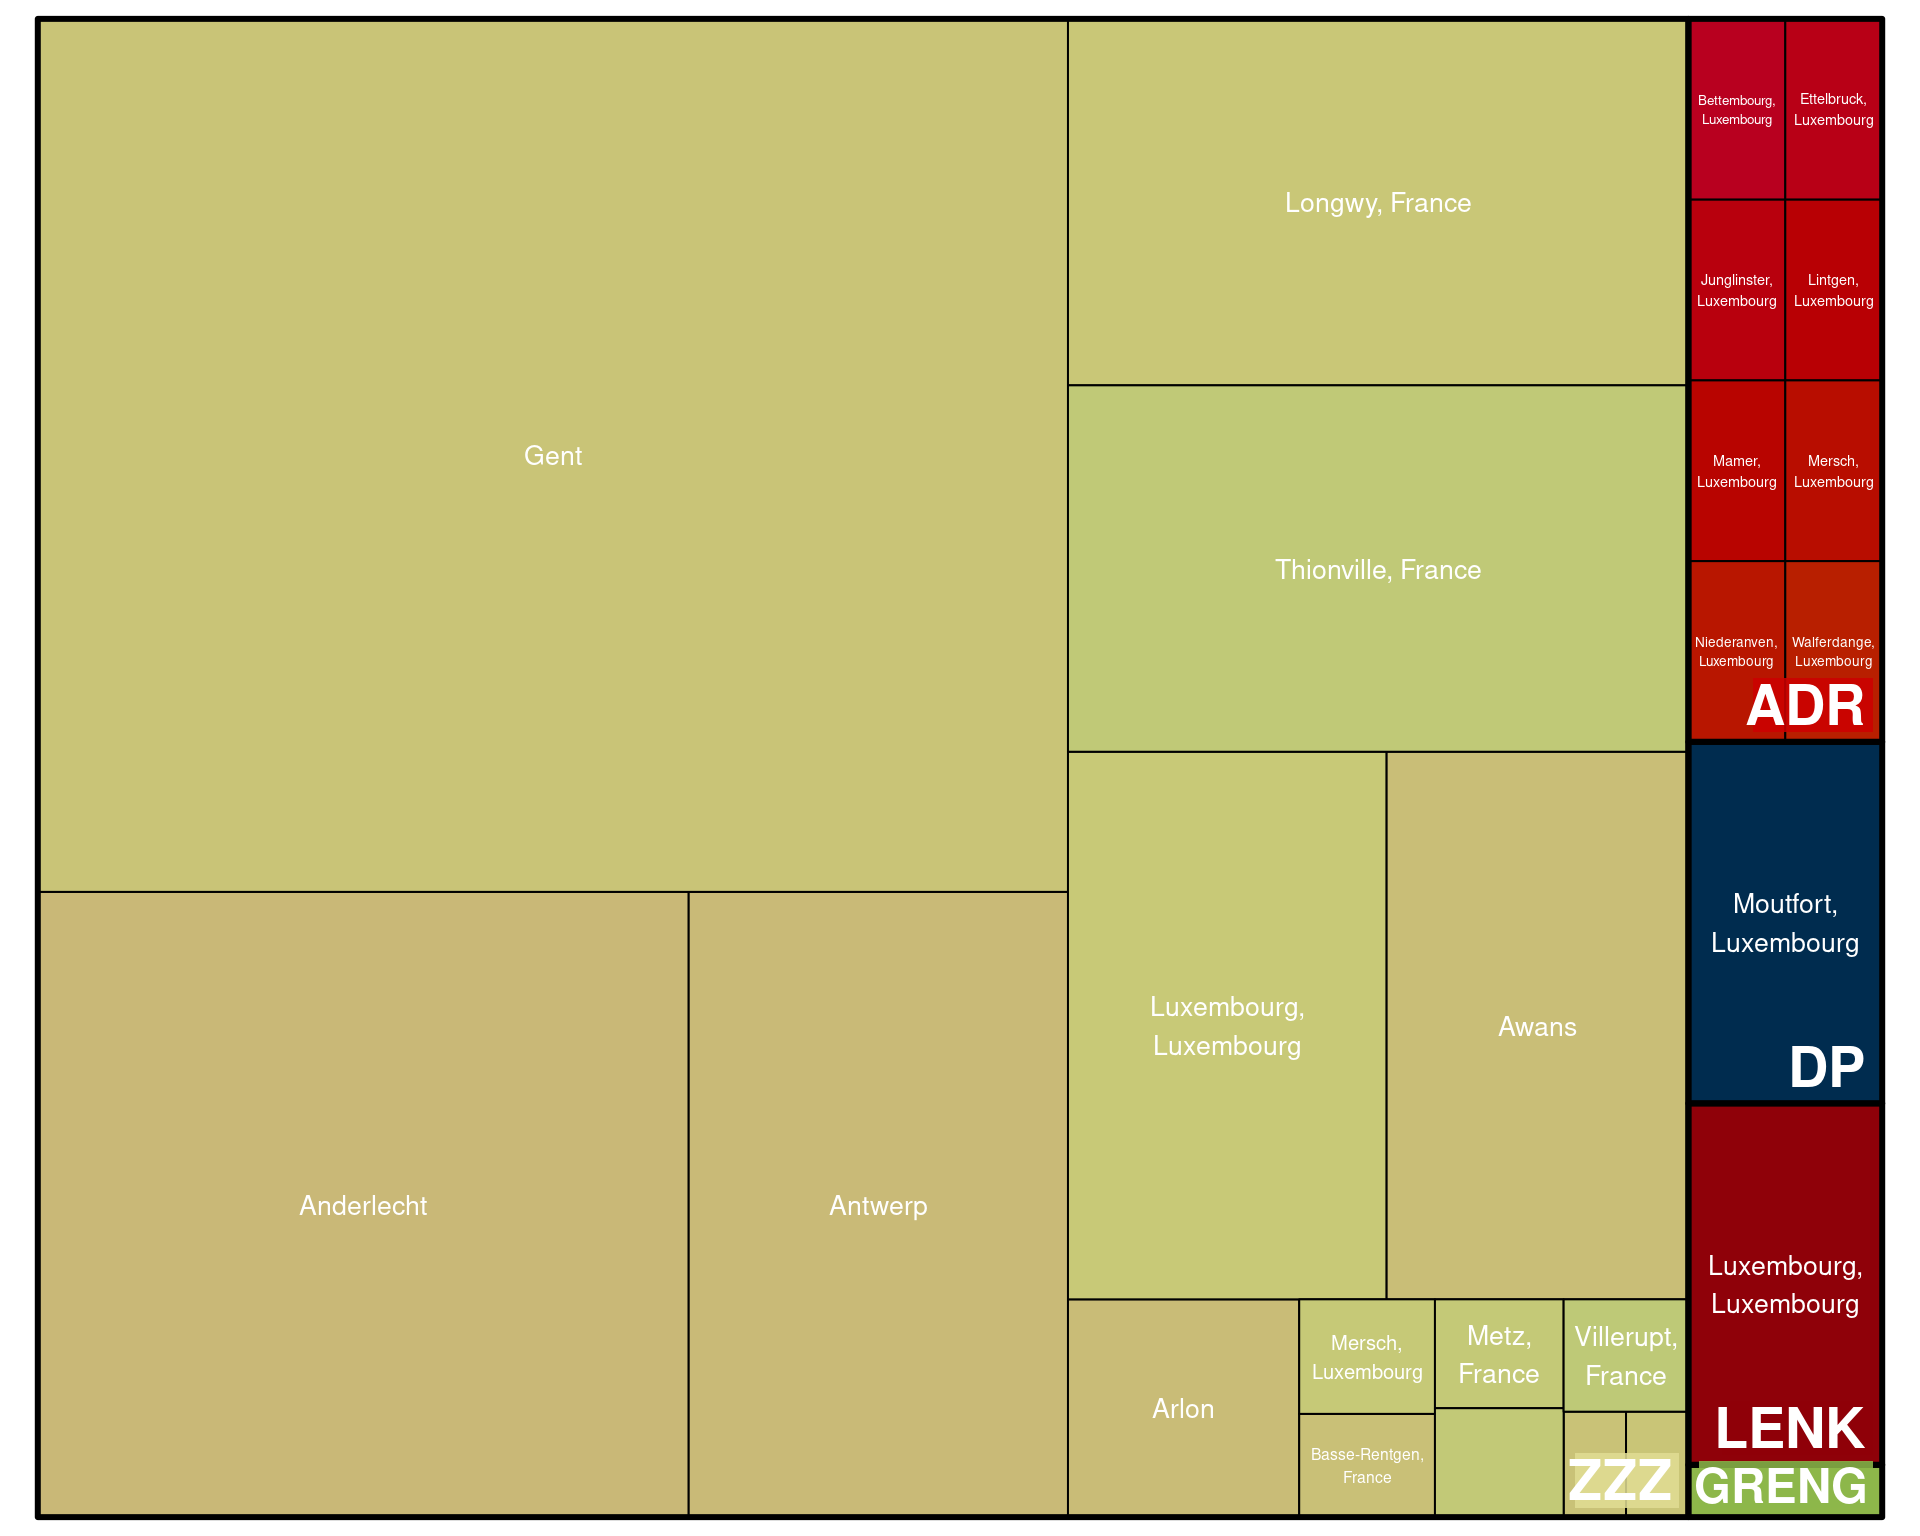 Gent
Anderlecht
Antwerp
Longwy, France
Thionville, France
Luxembourg,
Luxembourg
Awans
Arlon
Mersch,
Luxembourg
Basse-Rentgen,
France
Metz,
France
Villerupt,
France
ZZZ
Bettembourg,
Luxembourg
Ettelbruck,
Luxembourg
Junglinster,
Luxembourg
Lintgen,
Luxembourg
Mamer,
Luxembourg
Mersch,
Luxembourg
Niederanven,
Luxembourg
Walferdange,
Luxembourg
ADR
Moutfort,
Luxembourg
DP
Luxembourg,
Luxembourg
LENK
GRENG